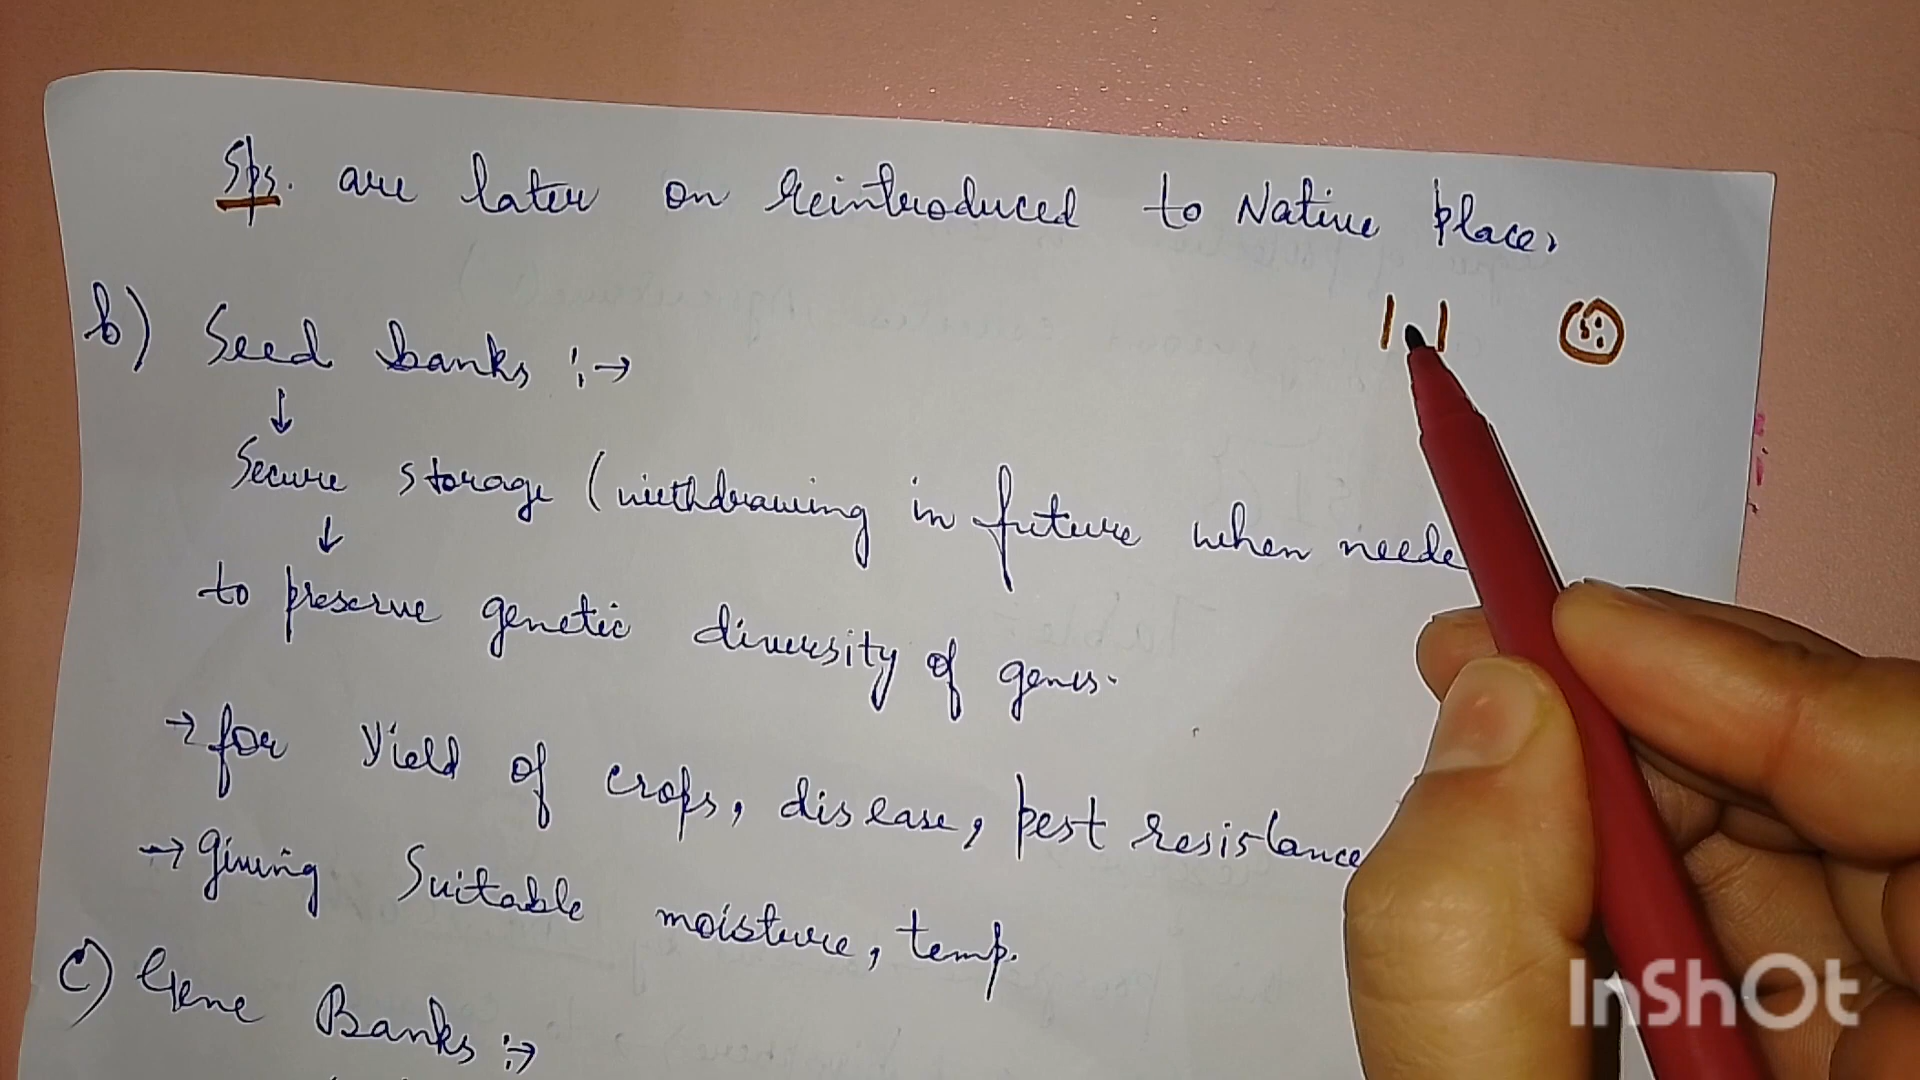 Sps. are later on reintroduced to Native place,
b) Seed banks :→
↓
Secure storage (withdrawing in future when neede
↓
to preserve genetic diversity of genes.
→ for Yield of crops, disease, pest resistance
→ giving Suitable moisture, temp.
c) Gene Banks :→
InShOt